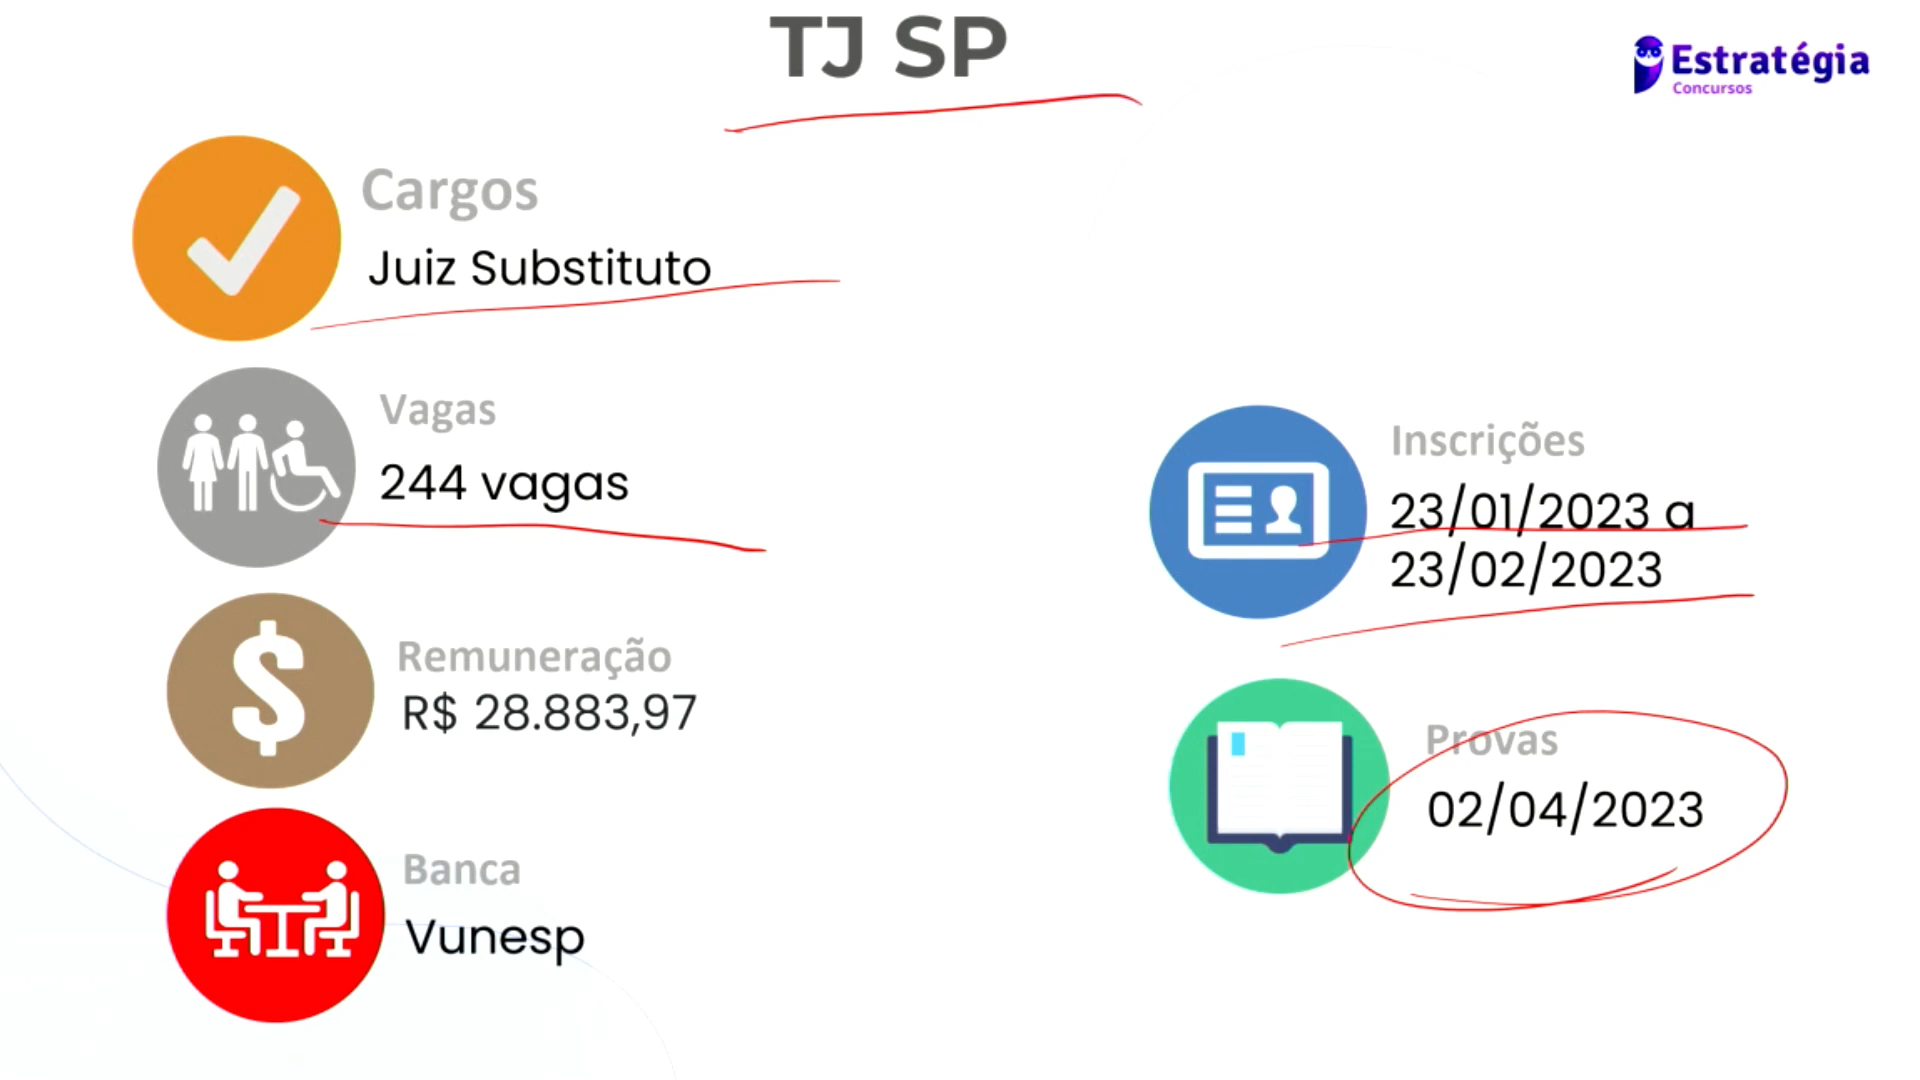 TJ SP
Estratégia
Concursos
Cargos
Juiz Substituto
Vagas
244 vagas
Remuneração
R$ 28.883,97
Banca
Vunesp
Inscrições
23/01/2023 a
23/02/2023
Provas
02/04/2023